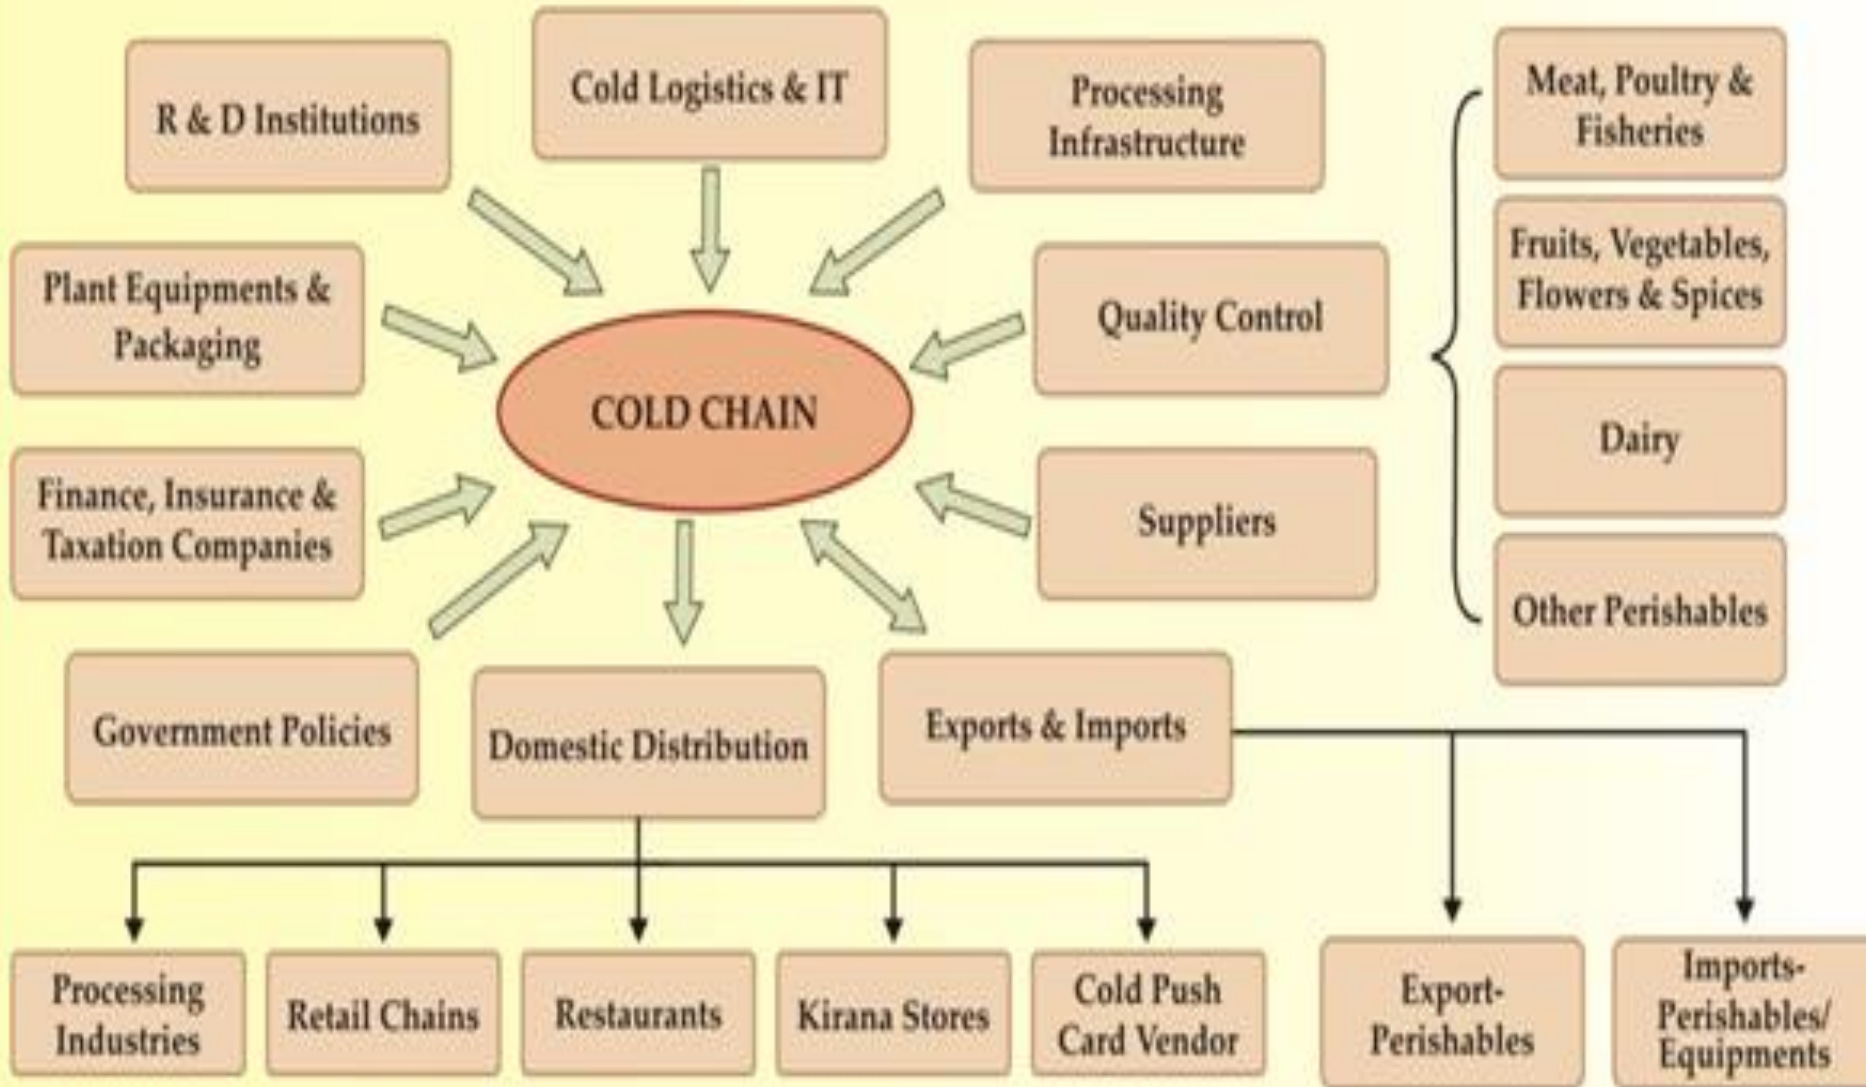 R & D Institutions
Cold Logistics & IT
Processing
Infrastructure
Meat, Poultry &
Fisheries
Plant Equipments &
Packaging
COLD CHAIN
Quality Control
Fruits, Vegetables,
Flowers & Spices
Dairy
Finance, Insurance &
Taxation Companies
Suppliers
Other Perishables
Government Policies
Domestic Distribution
Exports & Imports
Processing
Industries
Retail Chains
Restaurants
Kirana Stores
Cold Push
Card Vendor
Export-
Perishables
Imports-
Perishables/
Equipments